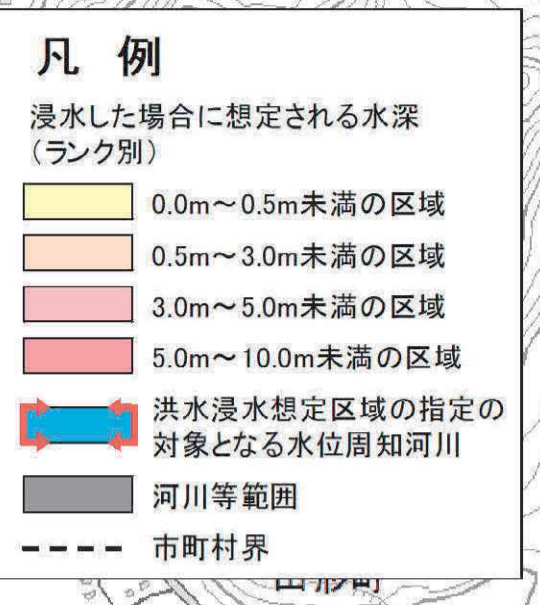 凡 例
浸水した場合に想定される水深
（ランク別）
0.0m～0.5m未満の区域
0.5m～3.0m未満の区域
3.0m～5.0m未満の区域
5.0m～10.0m未満の区域
洪水浸水想定区域の指定の
対象となる水位周知河川
河川等範囲
市町村界